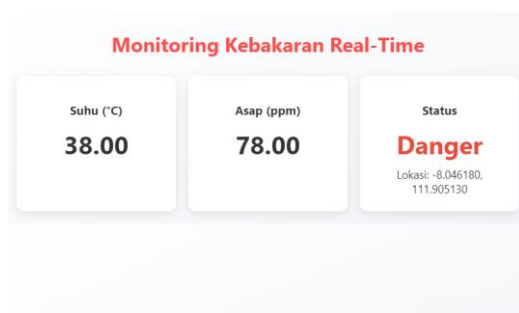 Monitoring Kebakaran Real-Time
Suhu (°C)
38.00
Asap (ppm)
78.00
Status
Danger
Lokasi: -8.046180,
111.905130